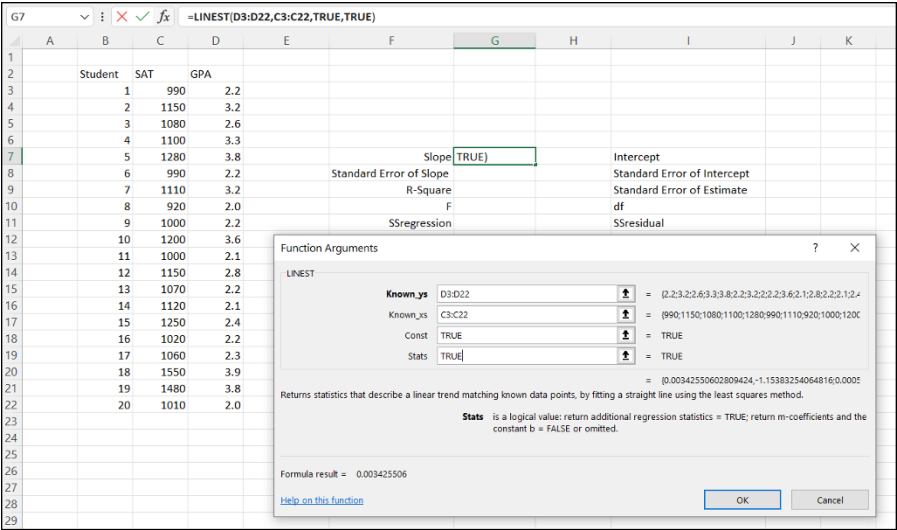 G7 fx =LINEST(D3:D22,C3:C22,TRUE,TRUE)
A B C D E F G H I J K
1
2 Student SAT GPA
3 1 990 2.2
4 2 1150 3.2
5 3 1080 2.6
6 4 1100 3.3
7 5 1280 3.8 Slope TRUE) Intercept
8 6 990 2.2 Standard Error of Slope Standard Error of Intercept
9 7 1110 3.2 R-Square Standard Error of Estimate
10 8 920 2.0 F df
11 9 1000 2.2 SSregression SSresidual
12 10 1200 3.6
13 11 1000 2.1
14 12 1150 2.8
15 13 1070 2.2
16 14 1120 2.1
17 15 1250 2.4
18 16 1020 2.2
19 17 1060 2.3
20 18 1550 3.9
21 19 1480 3.8
22 20 1010 2.0
23
24
25
26
27
28
29
Function Arguments ?
LINEST
Known_ys D3:D22 = {2.2;3.2;2.6;3.3;3.8;2.2;3.2;2;2.2;3.6;2.1;2.8;2.2;2.1;2.4
Known_xs C3:C22 = {990;1150;1080;1100;1280;990;1110;920;1000;1200
Const TRUE = TRUE
Stats TRUE = TRUE
= {0.00342550602809424,-1.15383254064816;0.0005
Returns statistics that describe a linear trend matching known data points, by fitting a straight line using the least squares method.
Stats is a logical value: return additional regression statistics = TRUE; return m-coefficients and the
constant b = FALSE or omitted.
Formula result = 0.003425506
Help on this function OK Cancel